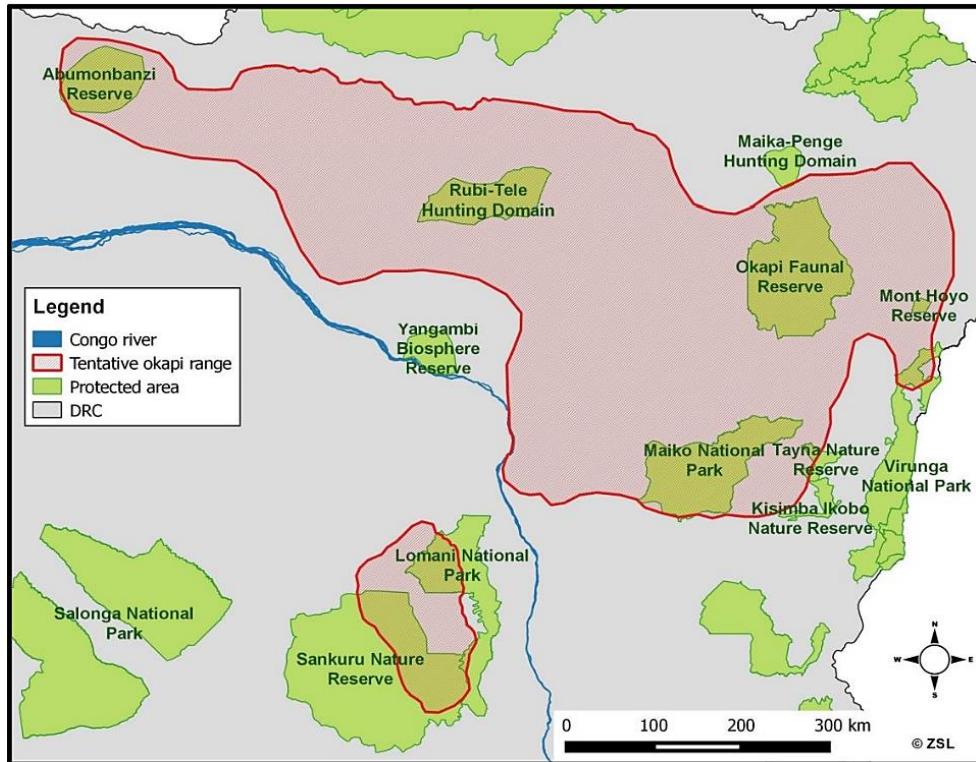 Abumonbanzi
Reserve
Maika-Penge
Hunting Domain
Rubi-Tele
Hunting Domain
Okapi Faunal
Reserve
Mont Hoyo
Reserve
Legend
Congo river
Tentative okapi range
Protected area
DRC
Yangambi
Biosphere
Reserve
Maiko National
Park
Tayna Nature
Reserve
Virunga
National Park
Kisimba Ikobo
Nature Reserve
Lomani National
Park
Salonga National
Park
Sankuru Nature
Reserve
N
W E
S
0 100 200 300 km
© ZSL